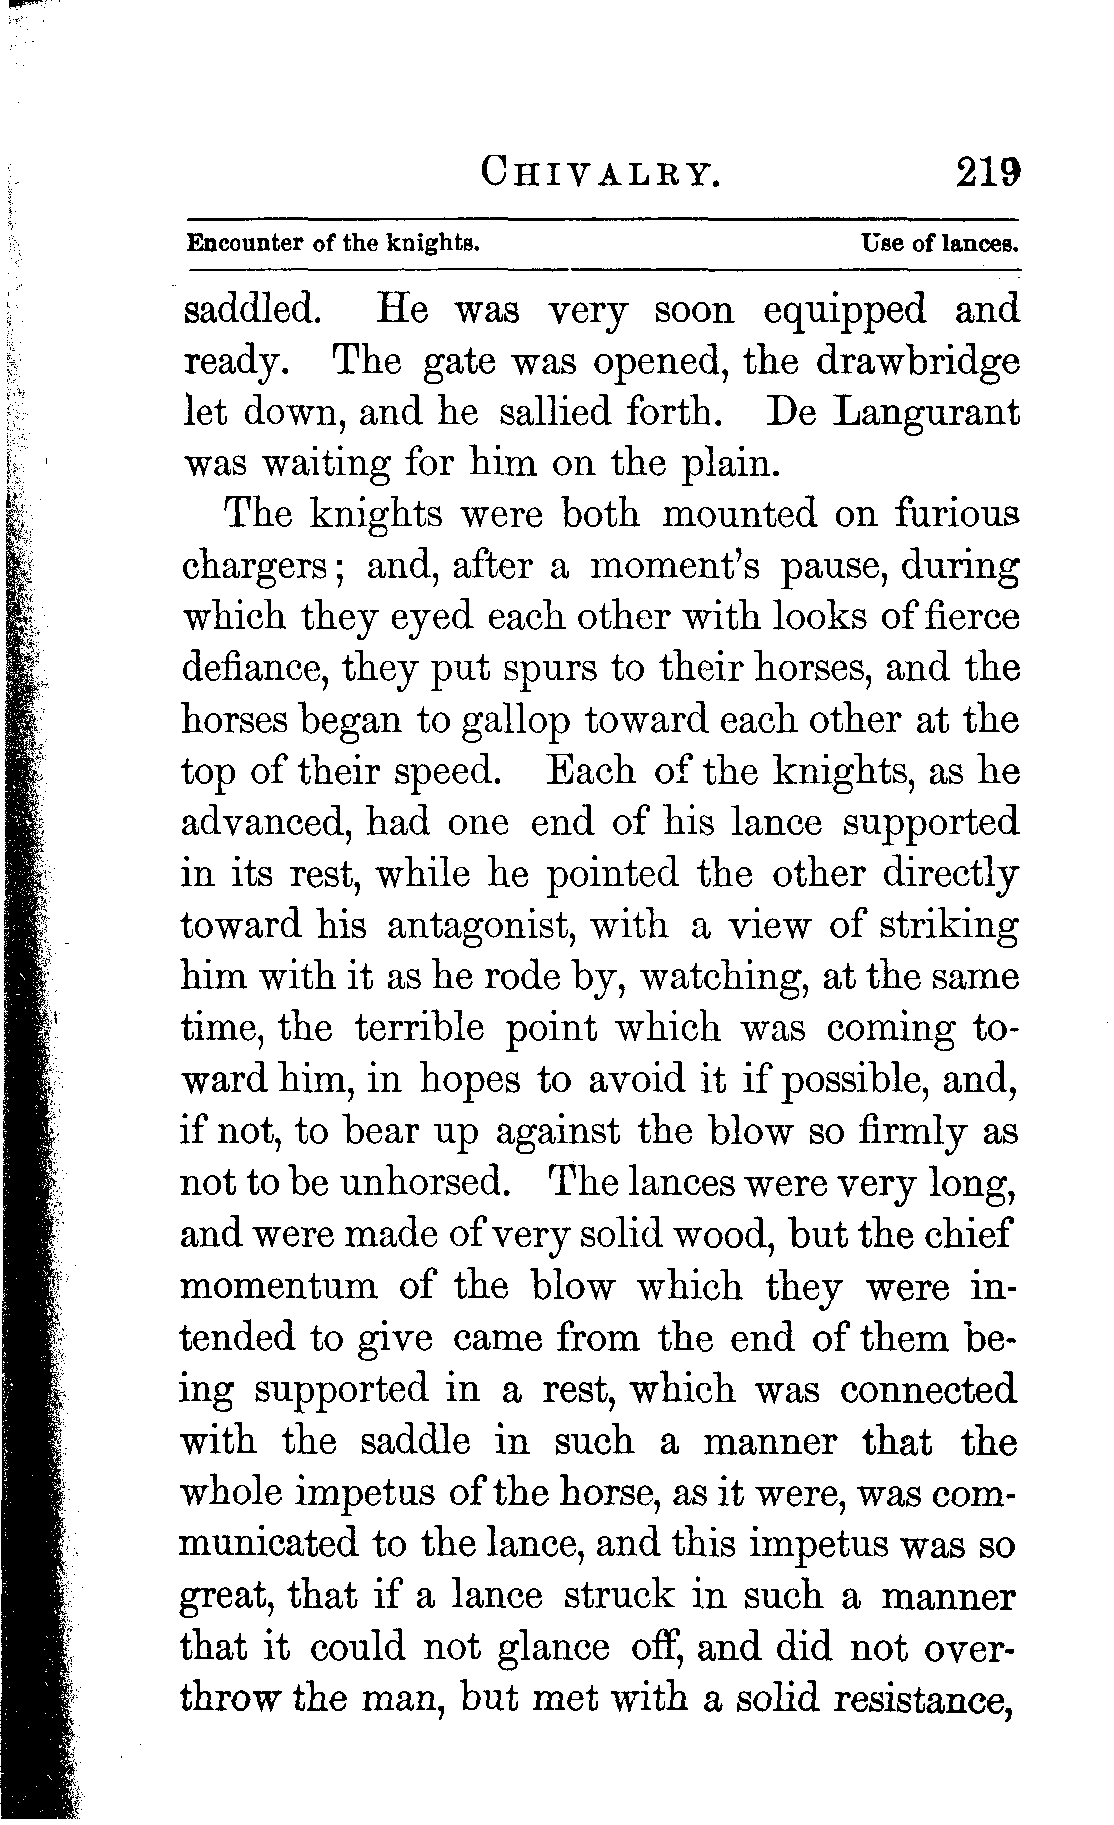 CHIVALRY. 219
Encounter of the knights. Use of lances.
saddled. He was very soon equipped and
ready. The gate was opened, the drawbridge
let down, and he sallied forth. De Langurant
was waiting for him on the plain.
The knights were both mounted on furious
chargers; and, after a moment's pause, during
which they eyed each other with looks of fierce
defiance, they put spurs to their horses, and the
horses began to gallop toward each other at the
top of their speed. Each of the knights, as he
advanced, had one end of his lance supported
in its rest, while he pointed the other directly
toward his antagonist, with a view of striking
him with it as he rode by, watching, at the same
time, the terrible point which was coming to-
ward him, in hopes to avoid it if possible, and,
if not, to bear up against the blow so firmly as
not to be unhorsed. The lances were very long,
and were made of very solid wood, but the chief
momentum of the blow which they were in-
tended to give came from the end of them be-
ing supported in a rest, which was connected
with the saddle in such a manner that the
whole impetus of the horse, as it were, was com-
municated to the lance, and this impetus was so
great, that if a lance struck in such a manner
that it could not glance off, and did not over-
throw the man, but met with a solid resistance,